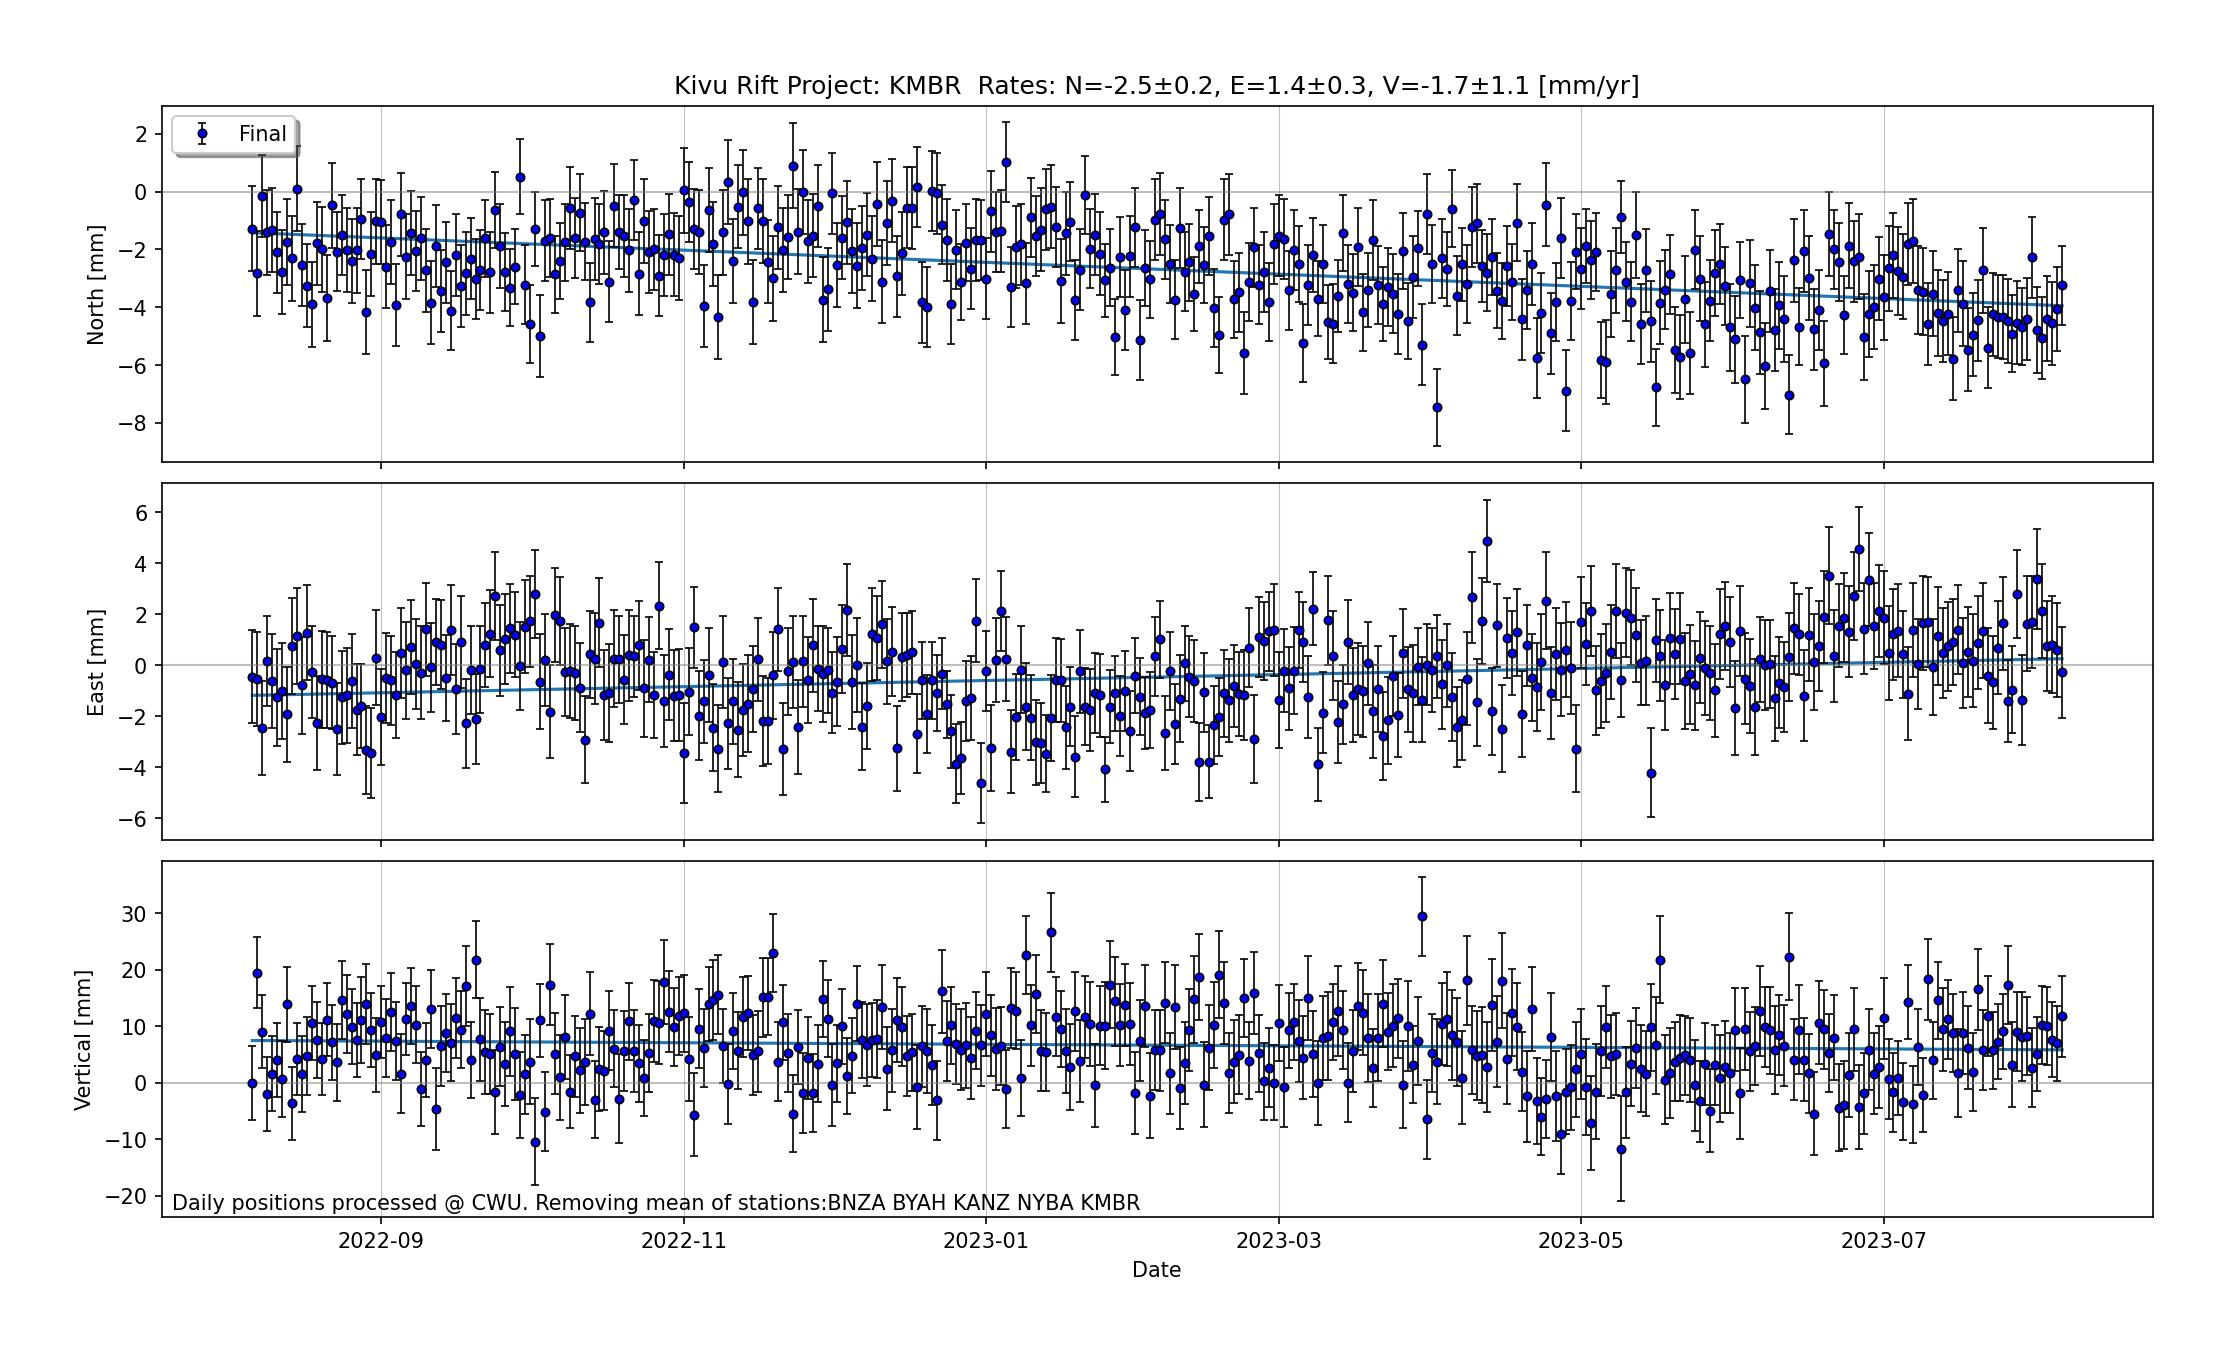 Kivu Rift Project: KMBR  Rates: N=-2.5±0.2, E=1.4±0.3, V=-1.7±1.1 [mm/yr]
Final
North [mm]
2
0
−2
−4
−6
−8
East [mm]
6
4
2
0
−2
−4
−6
Vertical [mm]
30
20
10
0
−10
−20
Daily positions processed @ CWU. Removing mean of stations:BNZA BYAH KANZ NYBA KMBR
2022-09 2022-11 2023-01 2023-03 2023-05 2023-07
Date